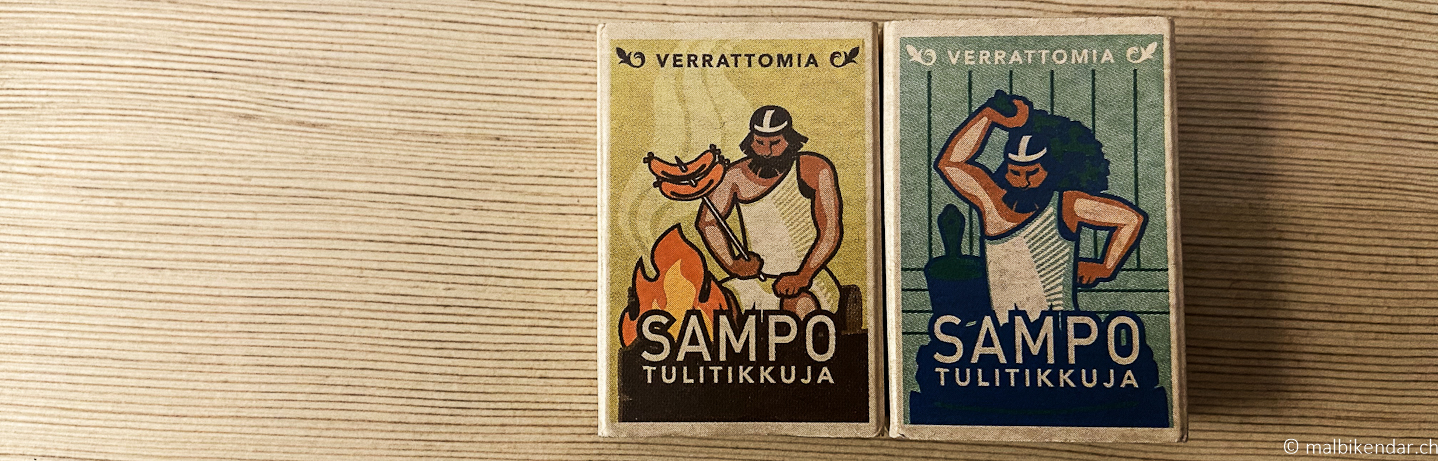 VERRATTOMIA
SAMPO
TULITIKKUJA
VERRATTOMIA
SAMPO
TULITIKKUJA
© malbikendar.ch